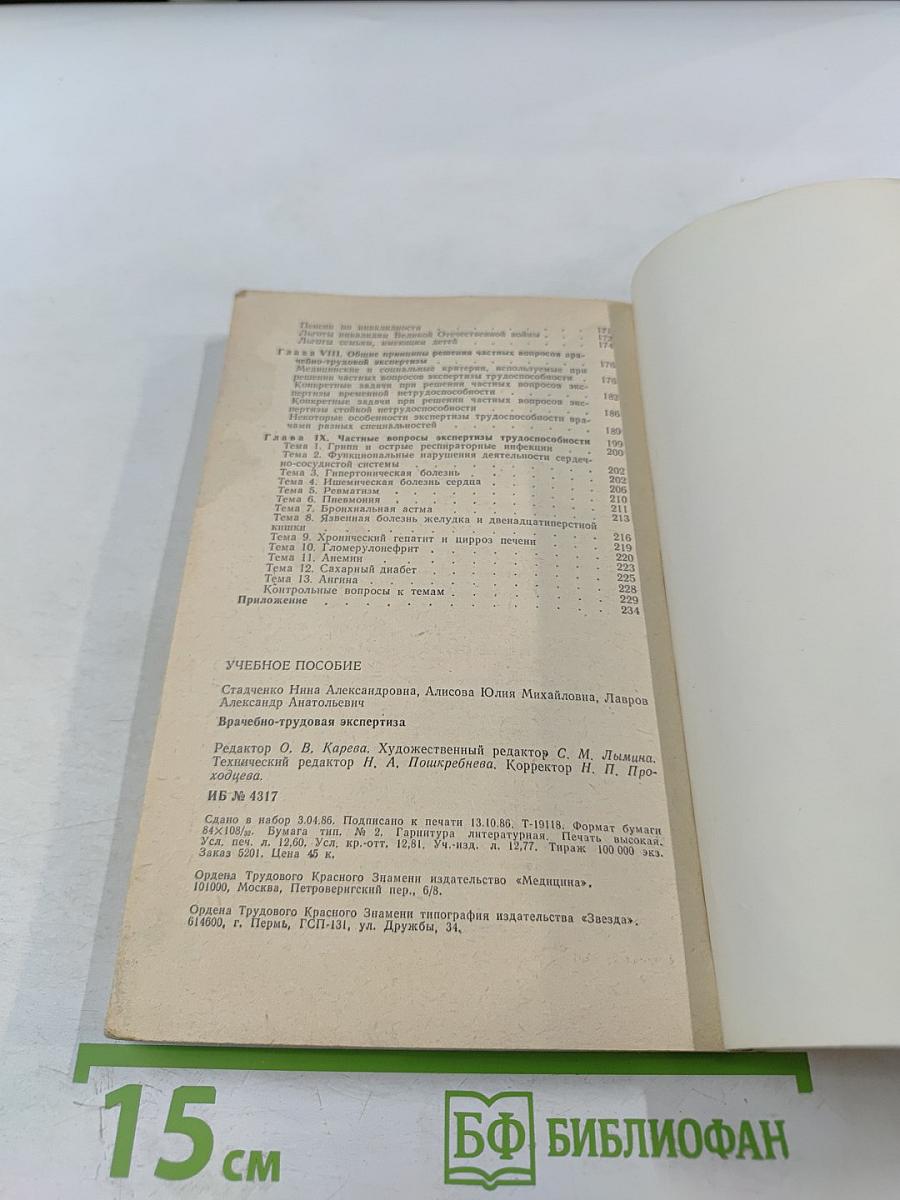 Пенсии по инвалидности . . . . . . . . 171
Льготы инвалидам Великой Отечественной войны . . . 172
Льготы семьям, имеющим детей . . . . . . 174
Глава VIII. Общие принципы решения частных вопросов вра-
чебно-трудовой экспертизы . . . . . . . 176
Медицинские и социальные критерии, используемые при
решении частных вопросов экспертизы трудоспособности . 176
Конкретные задачи при решении частных вопросов экс-
пертизы временной нетрудоспособности . . . . 182
Конкретные задачи при решении частных вопросов экс-
пертизы стойкой нетрудоспособности . . . . . 186
Некоторые особенности экспертизы трудоспособности вра-
чами разных специальностей . . . . . . . 189
Глава IX. Частные вопросы экспертизы трудоспособности 199
Тема 1. Грипп и острые респираторные инфекции . . . 200
Тема 2. Функциональные нарушения деятельности сердеч-
но-сосудистой системы . . . . . . . . 202
Тема 3. Гипертоническая болезнь . . . . . . 202
Тема 4. Ишемическая болезнь сердца . . . . . 206
Тема 5. Ревматизм . . . . . . . . . 210
Тема 6. Пневмония . . . . . . . . . 211
Тема 7. Бронхиальная астма . . . . . . . 213
Тема 8. Язвенная болезнь желудка и двенадцатиперстной
кишки . . . . . . . . . . . 216
Тема 9. Хронический гепатит и цирроз печени . . . 219
Тема 10. Гломерулонефрит . . . . . . . 220
Тема 11. Анемии . . . . . . . . . 223
Тема 12. Сахарный диабет . . . . . . . 225
Тема 13. Ангина . . . . . . . . . 228
Контрольные вопросы к темам . . . . . . 229
Приложение . . . . . . . . . . 234
УЧЕБНОЕ ПОСОБИЕ
Стадченко Нина Александровна, Алисова Юлия Михайловна, Лавров
Александр Анатольевич
Врачебно-трудовая экспертиза
Редактор О. В. Карева. Художественный редактор С. М. Лымина.
Технический редактор Н. А. Пошкребнева. Корректор Н. П. Про-
ходцева.
ИБ № 4317
Сдано в набор 3.04.86. Подписано к печати 13.10.86. Т-19118. Формат бумаги
84×108/32. Бумага тип. № 2. Гарнитура литературная. Печать высокая.
Усл. печ. л. 12,60. Усл. кр.-отт. 12,81. Уч.-изд. л. 12,77. Тираж 100 000 экз.
Заказ 5201. Цена 45 к.
Ордена Трудового Красного Знамени издательство «Медицина».
101000, Москва, Петроверигский пер., 6/8.
Ордена Трудового Красного Знамени типография издательства «Звезда».
614600, г. Пермь, ГСП-131, ул. Дружбы, 34.
15 см
БФ БИБЛИОФАН